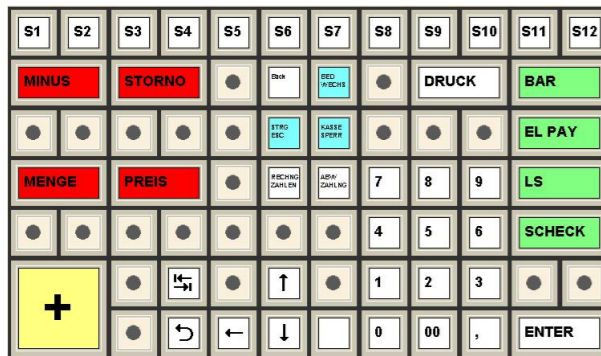 S1 S2 S3 S4 S5 S6 S7 S8 S9 S10 S11 S12
MINUS STORNO Back BED WECHS DRUCK BAR
STRG ESC KASSE SPERR EL PAY
MENGE PREIS RECHNG ZAHLEN ABW ZAHLNG 7 8 9 LS
4 5 6 SCHECK
+ ↑ 1 2 3
← ↓ 0 00 , ENTER